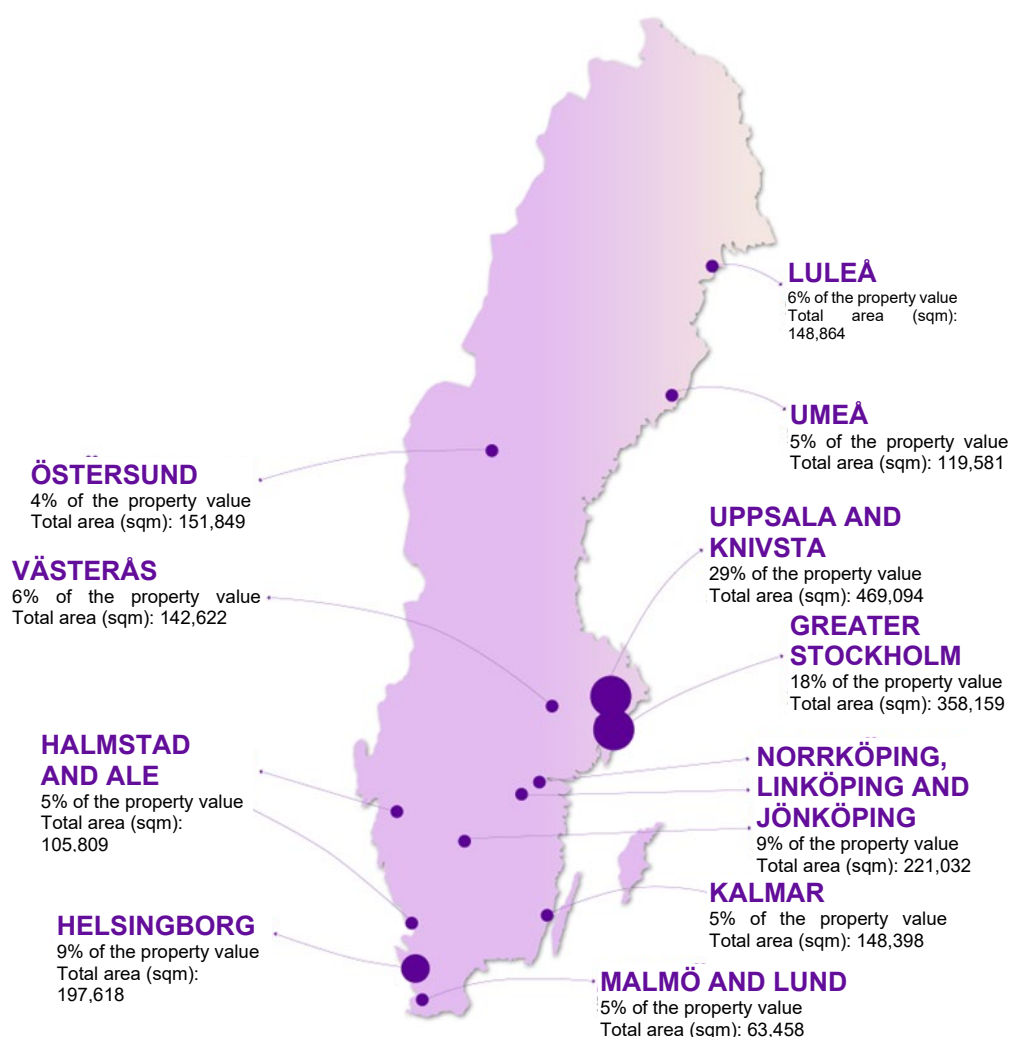 LULEÅ
6% of the property value
Total area (sqm):
148,864
UMEÅ
5% of the property value
Total area (sqm): 119,581
ÖSTERSUND
4% of the property value
Total area (sqm): 151,849
UPPSALA AND
KNIVSTA
29% of the property value
Total area (sqm): 469,094
VÄSTERÅS
6% of the property value
Total area (sqm): 142,622
GREATER
STOCKHOLM
18% of the property value
Total area (sqm): 358,159
HALMSTAD
AND ALE
5% of the property value
Total area (sqm):
105,809
NORRKÖPING,
LINKÖPING AND
JÖNKÖPING
9% of the property value
Total area (sqm): 221,032
KALMAR
5% of the property value
Total area (sqm): 148,398
HELSINGBORG
9% of the property value
Total area (sqm):
197,618
MALMÖ AND LUND
5% of the property value
Total area (sqm): 63,458